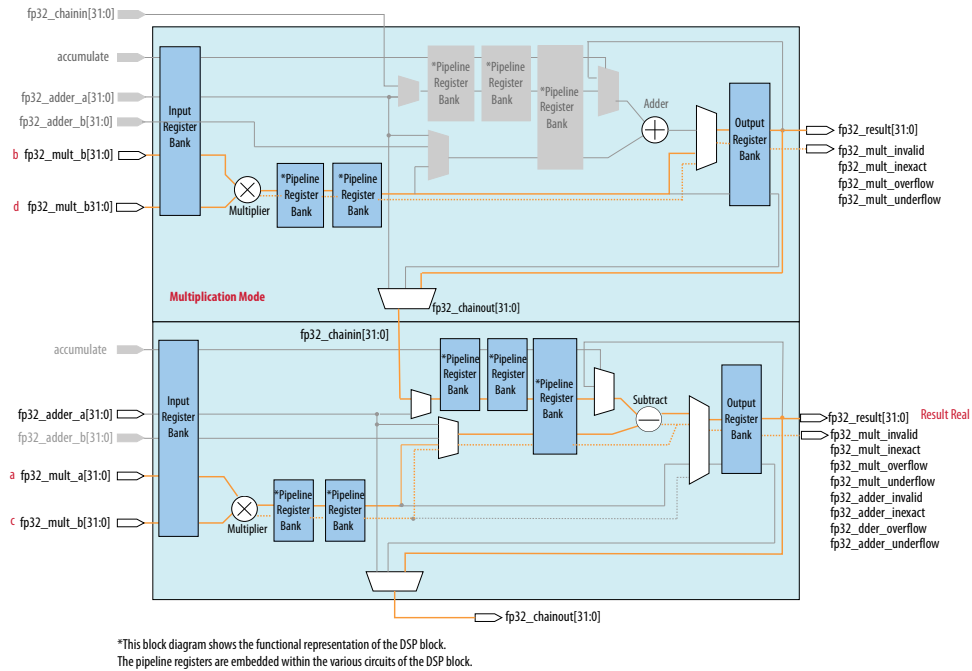 fp32_chainin[31:0]
accumulate
fp32_adder_a[31:0]
fp32_adder_b[31:0]
b fp32_mult_b[31:0]
d fp32_mult_b31:0]
Input
Register
Bank
Multiplier
*Pipeline
Register
Bank
*Pipeline
Register
Bank
*Pipeline
Register
Bank
*Pipeline
Register
Bank
*Pipeline
Register
Bank
Adder
Output
Register
Bank
fp32_result[31:0]
fp32_mult_invalid
fp32_mult_inexact
fp32_mult_overflow
fp32_mult_underflow
Multiplication Mode
fp32_chainout[31:0]
fp32_chainin[31:0]
accumulate
fp32_adder_a[31:0]
fp32_adder_b[31:0]
a fp32_mult_a[31:0]
c fp32_mult_b[31:0]
Input
Register
Bank
Multiplier
*Pipeline
Register
Bank
*Pipeline
Register
Bank
*Pipeline
Register
Bank
*Pipeline
Register
Bank
*Pipeline
Register
Bank
Subtract
Output
Register
Bank
fp32_result[31:0] Result Real
fp32_mult_invalid
fp32_mult_inexact
fp32_mult_overflow
fp32_mult_underflow
fp32_adder_invalid
fp32_adder_inexact
fp32_dder_overflow
fp32_adder_underflow
fp32_chainout[31:0]
*This block diagram shows the functional representation of the DSP block.
The pipeline registers are embedded within the various circuits of the DSP block.